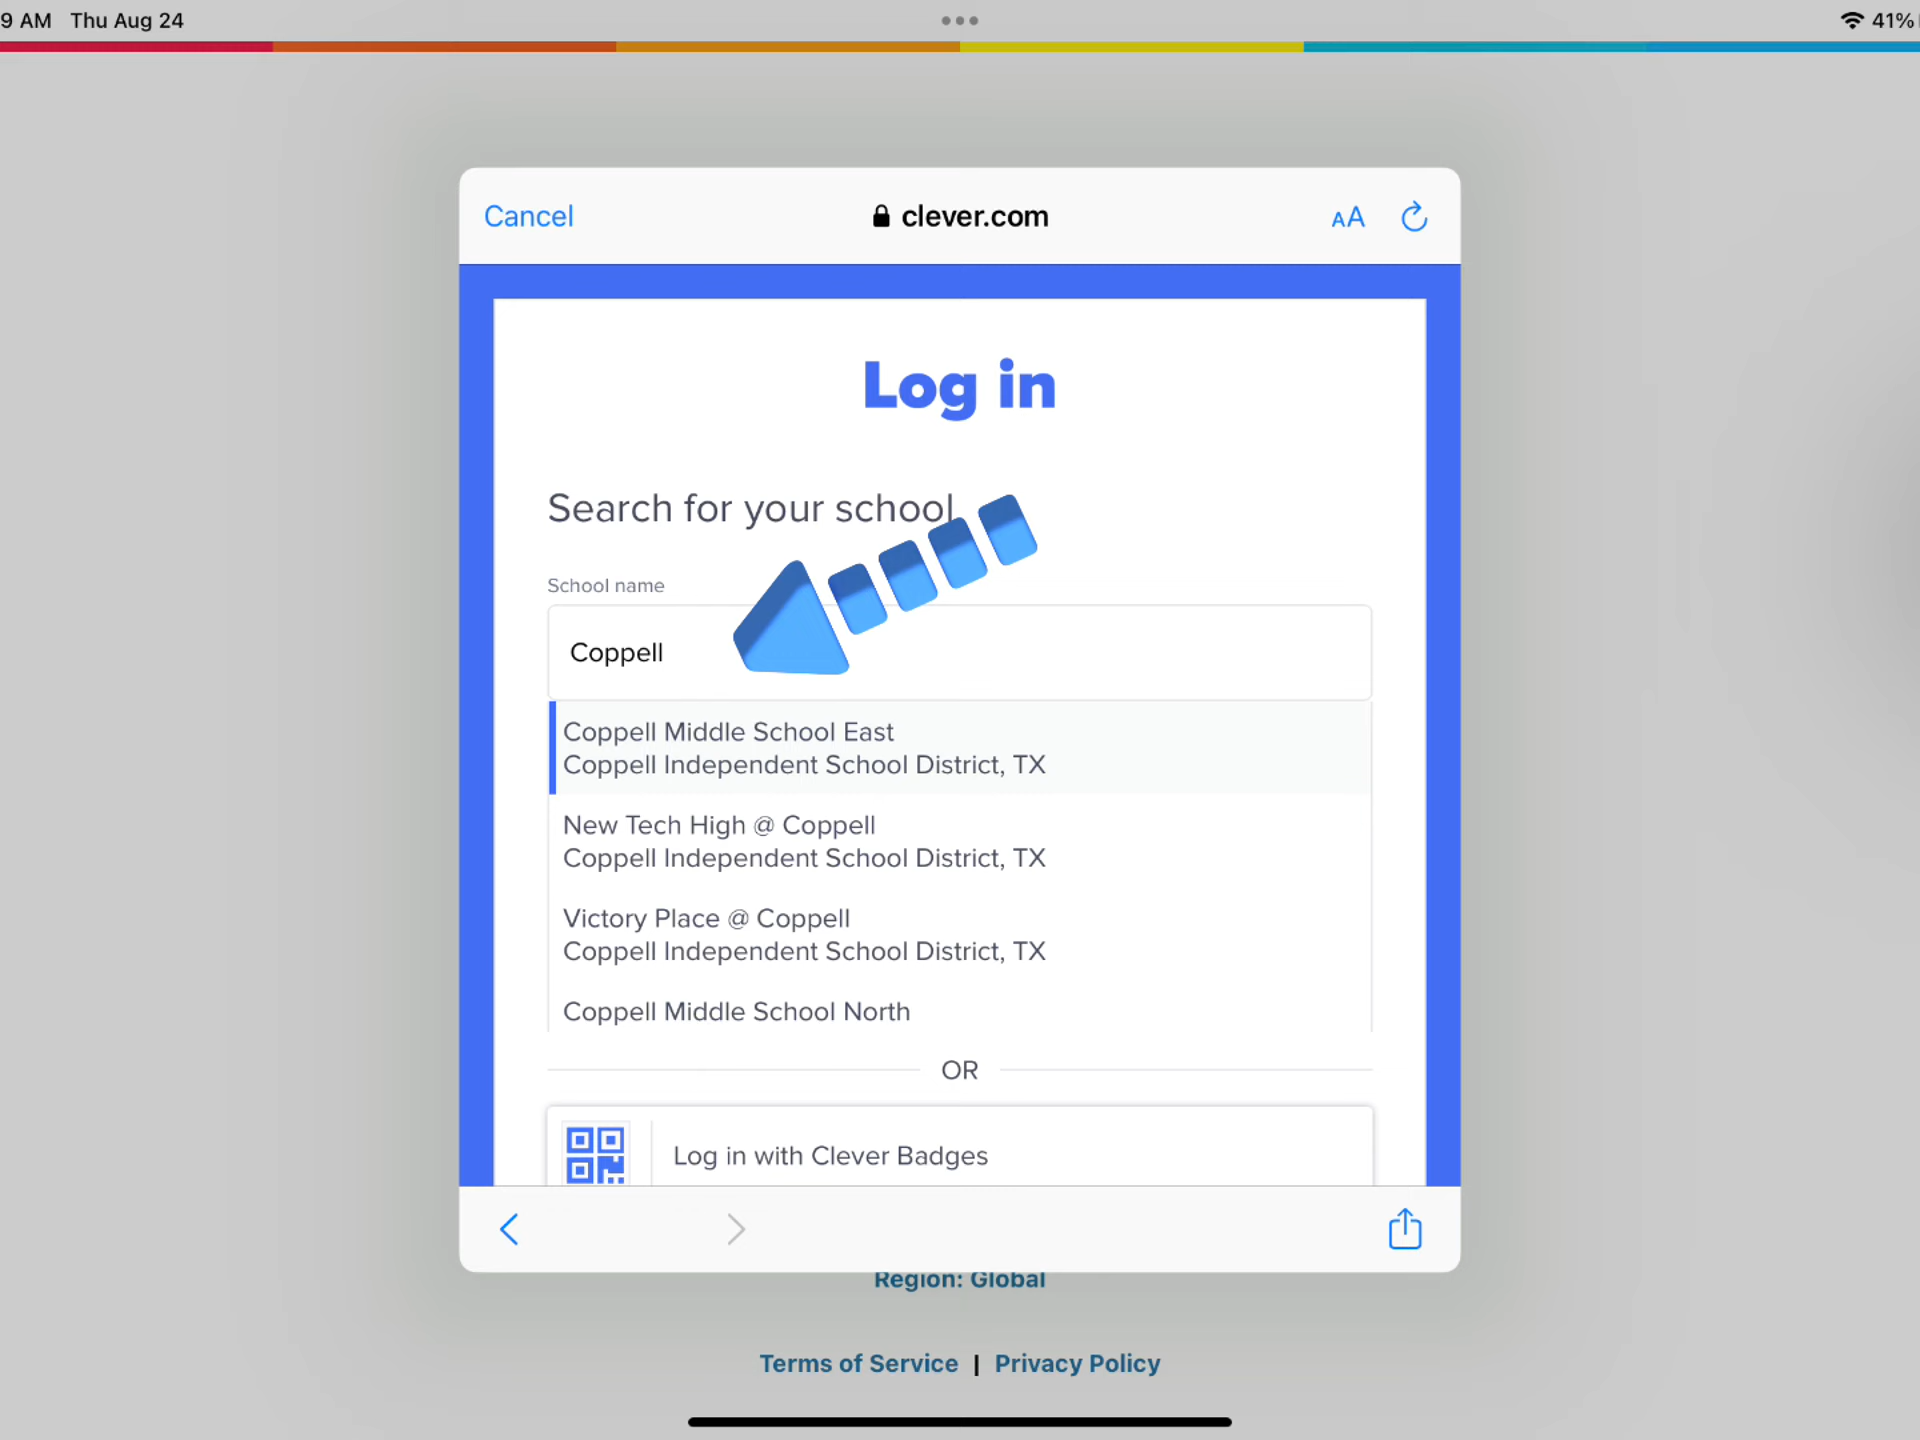 9 AM Thu Aug 24
41%
Cancel
clever.com
AA
Log in
Search for your school
School name
Coppell
Coppell Middle School East
Coppell Independent School District, TX
New Tech High @ Coppell
Coppell Independent School District, TX
Victory Place @ Coppell
Coppell Independent School District, TX
Coppell Middle School North
OR
Log in with Clever Badges
Region: Global
Terms of Service | Privacy Policy